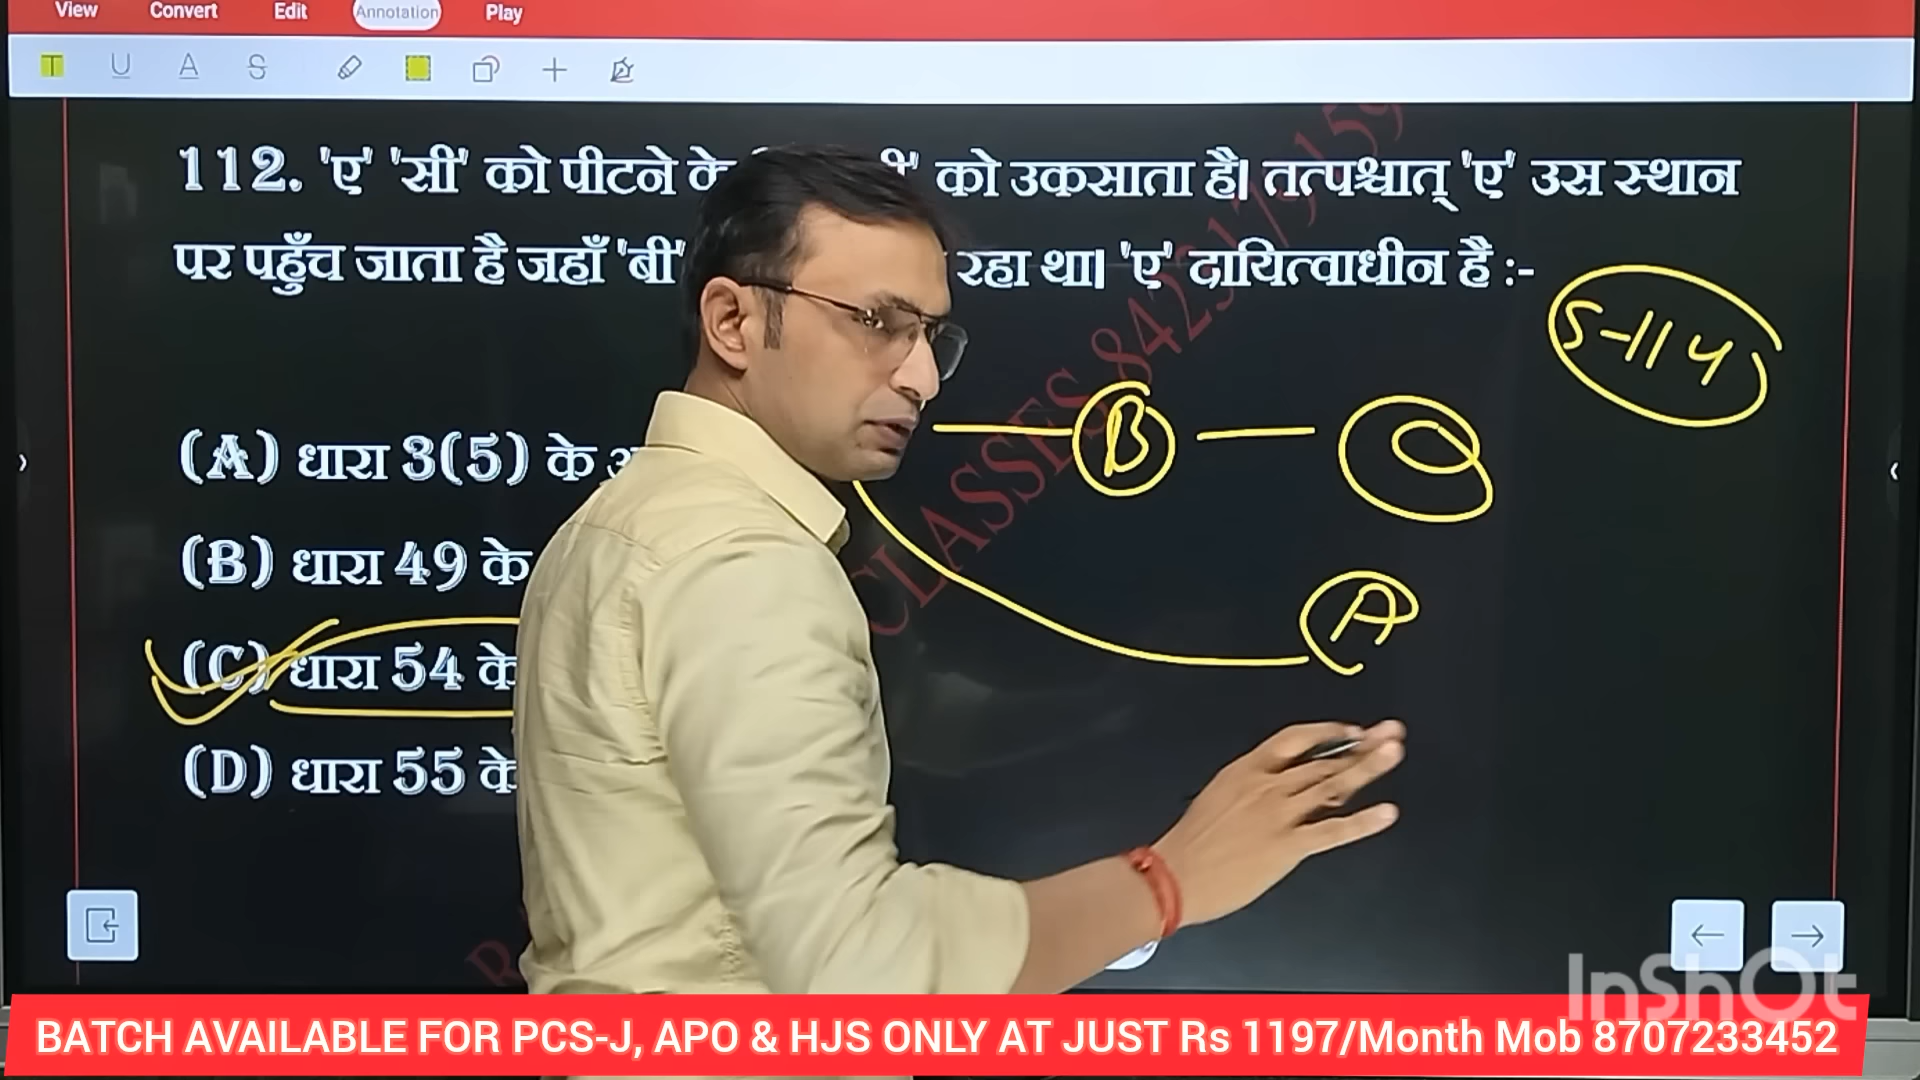 View Convert Edit Annotation Play
T U A S
112. 'ए' 'सी' को पीटने के को उकसाता है। तत्पश्चात् 'ए' उस स्थान
पर पहुँच जाता है जहाँ 'बी' रहा था। 'ए' दायित्वाधीन है :-
S-114
(A) धारा 3(5) के
B
C
(B) धारा 49 के
A
(C) धारा 54 के
(D) धारा 55 के
CLASSES
InShOt
BATCH AVAILABLE FOR PCS-J, APO & HJS ONLY AT JUST Rs 1197/Month Mob 8707233452